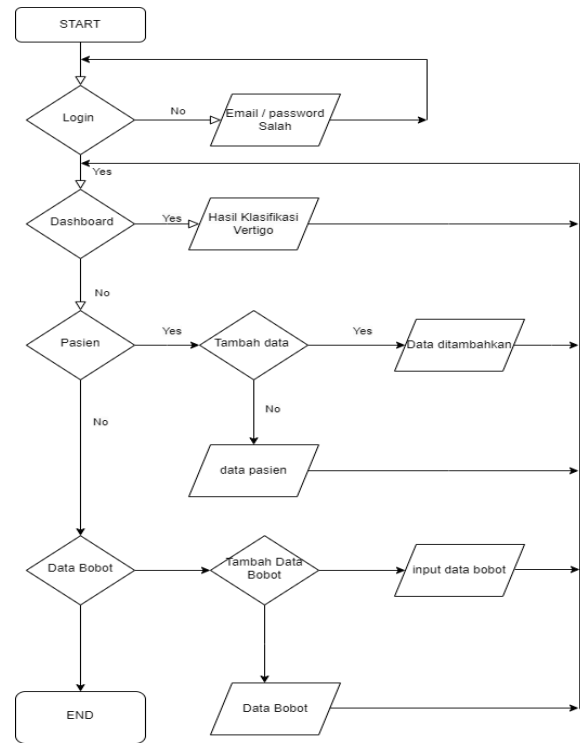 START
Login
No
Email / password
Salah
Yes
Dashboard
Yes
Hasil Klasifikasi
Vertigo
No
Pasien
Yes
Tambah data
Yes
Data ditambahkan
No
No
data pasien
Data Bobot
Tambah Data
Bobot
input data bobot
Data Bobot
END